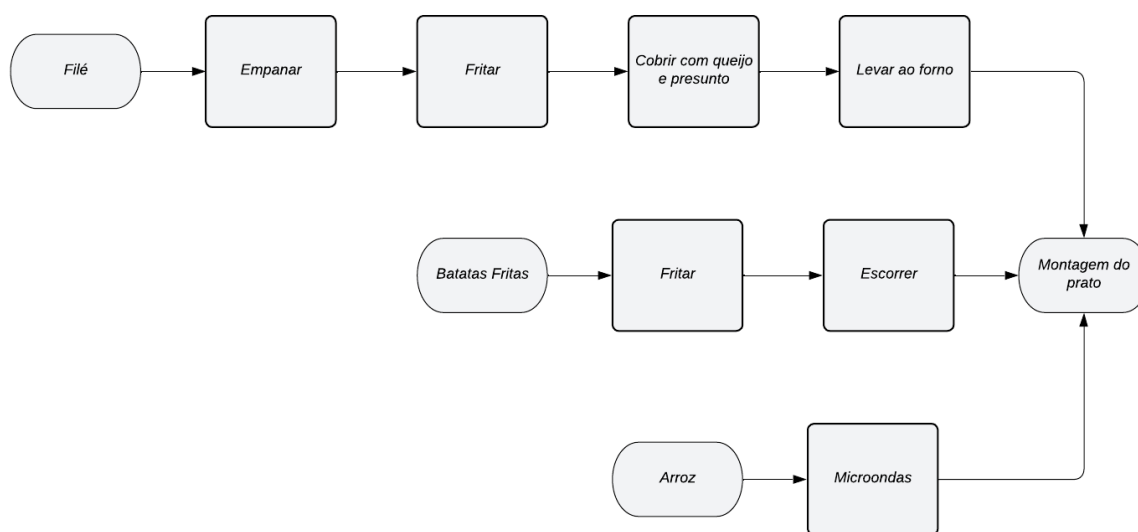 Filé
Empanar
Fritar
Cobrir com queijo
e presunto
Levar ao forno
Batatas Fritas
Fritar
Escorrer
Montagem do
prato
Arroz
Microondas